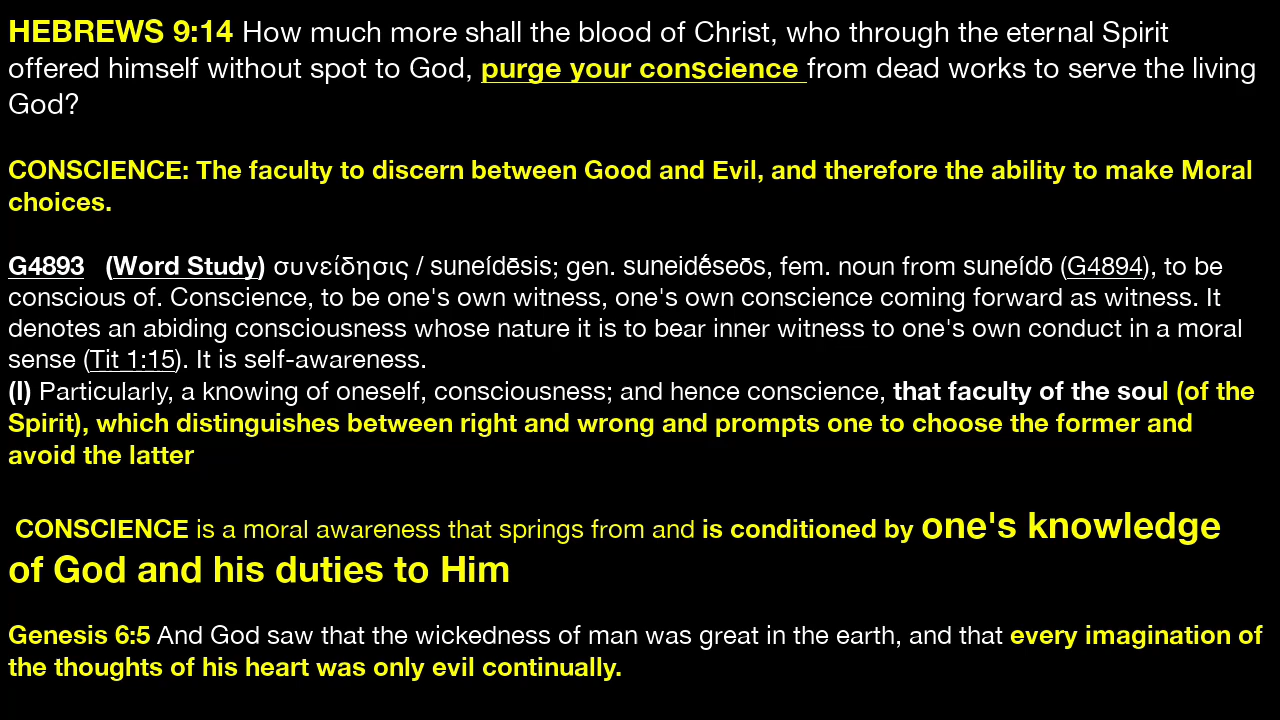 HEBREWS 9:14 How much more shall the blood of Christ, who through the eternal Spirit
offered himself without spot to God, purge your conscience from dead works to serve the living
God?
CONSCIENCE: The faculty to discern between Good and Evil, and therefore the ability to make Moral
choices.
G4893 (Word Study) συνείδησις / suneídēsis; gen. suneidḗseōs, fem. noun from suneídō (G4894), to be
conscious of. Conscience, to be one's own witness, one's own conscience coming forward as witness. It
denotes an abiding consciousness whose nature it is to bear inner witness to one's own conduct in a moral
sense (Tit 1:15). It is self-awareness.
(I) Particularly, a knowing of oneself, consciousness; and hence conscience, that faculty of the soul (of the
Spirit), which distinguishes between right and wrong and prompts one to choose the former and
avoid the latter
CONSCIENCE is a moral awareness that springs from and is conditioned by one's knowledge
of God and his duties to Him
Genesis 6:5 And God saw that the wickedness of man was great in the earth, and that every imagination of
the thoughts of his heart was only evil continually.